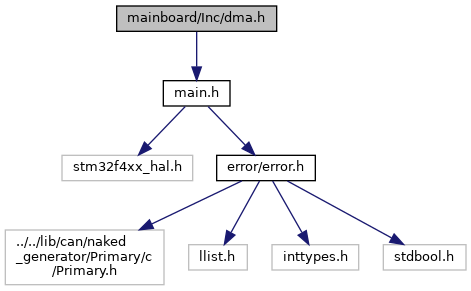 mainboard/Inc/dma.h
main.h
stm32f4xx_hal.h
error/error.h
../../lib/can/naked
_generator/Primary/c
/Primary.h
llist.h
inttypes.h
stdbool.h